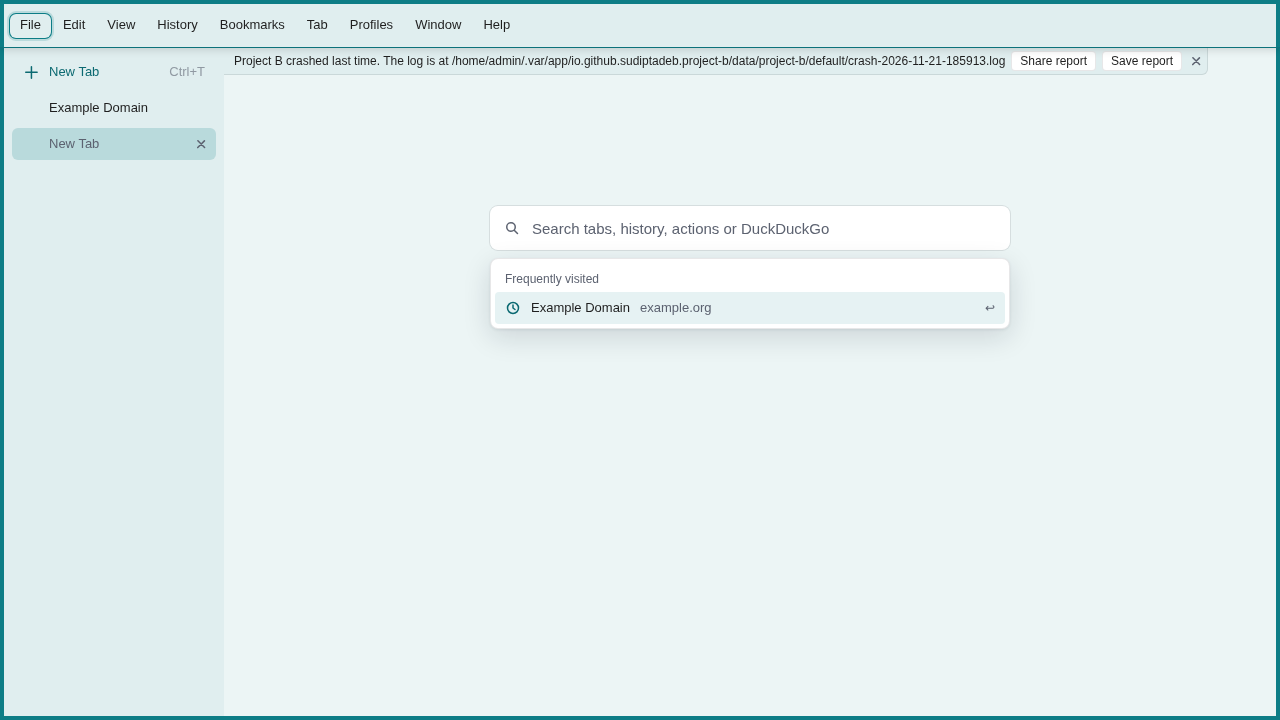 File Edit View History Bookmarks Tab Profiles Window Help
Project B crashed last time. The log is at /home/admin/.var/app/io.github.sudiptadeb.project-b/data/project-b/default/crash-2026-11-21-185913.log Share report Save report
New Tab Ctrl+T
Example Domain
New Tab
Search tabs, history, actions or DuckDuckGo
Frequently visited
Example Domain example.org